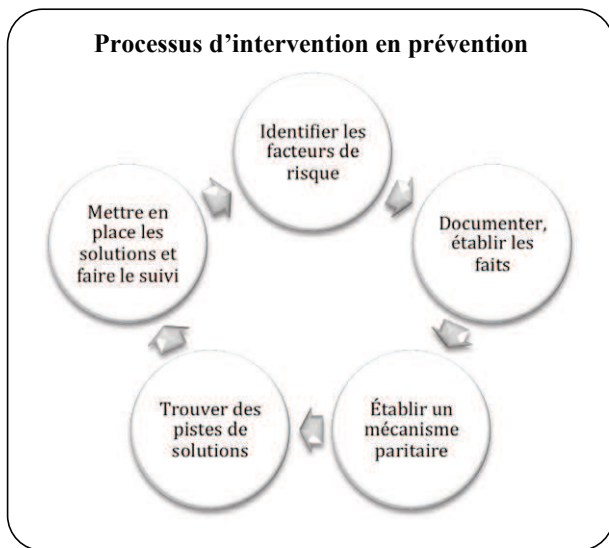 Processus d’intervention en prévention
Identifier les
facteurs de
risque
Documenter,
établir les
faits
Établir un
mécanisme
paritaire
Trouver des
pistes de
solutions
Mettre en
place les
solutions et
faire le suivi